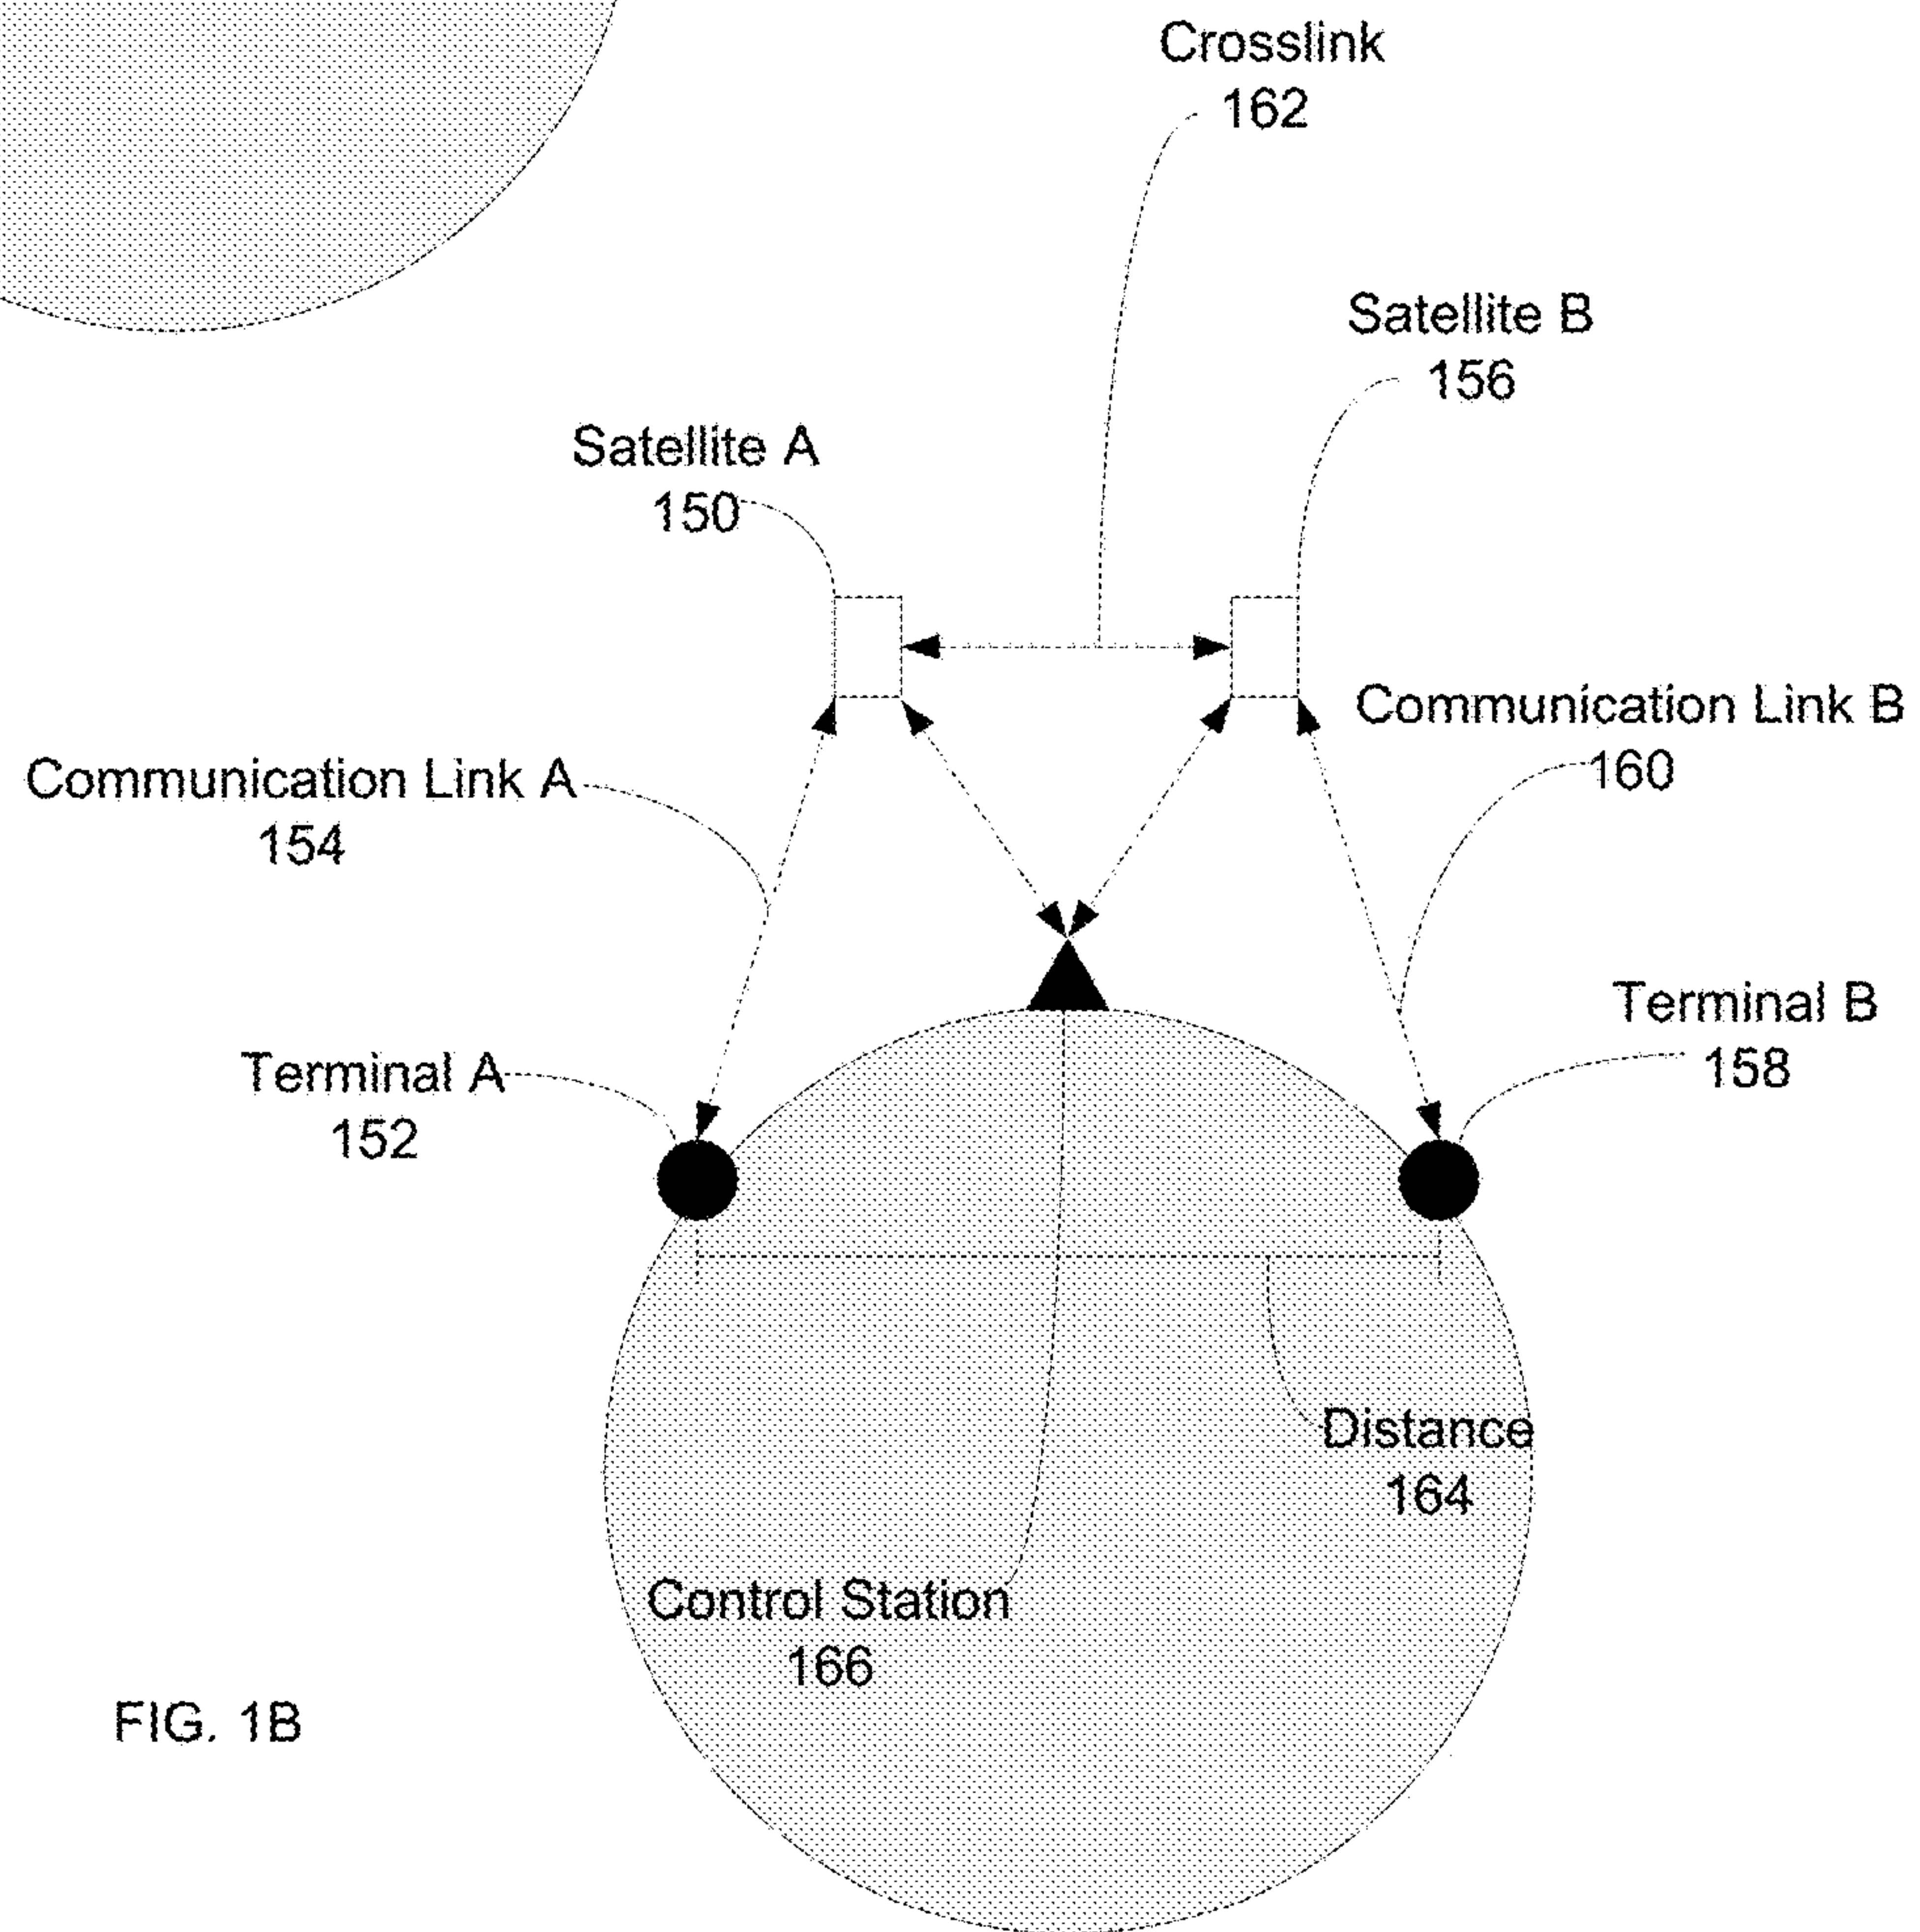 Crosslink
162
Satellite B
156
Satellite A
150
Communication Link B
160
Communication Link A
154
Terminal B
158
Terminal A
152
Distance
164
Control Station
166
FIG. 1B